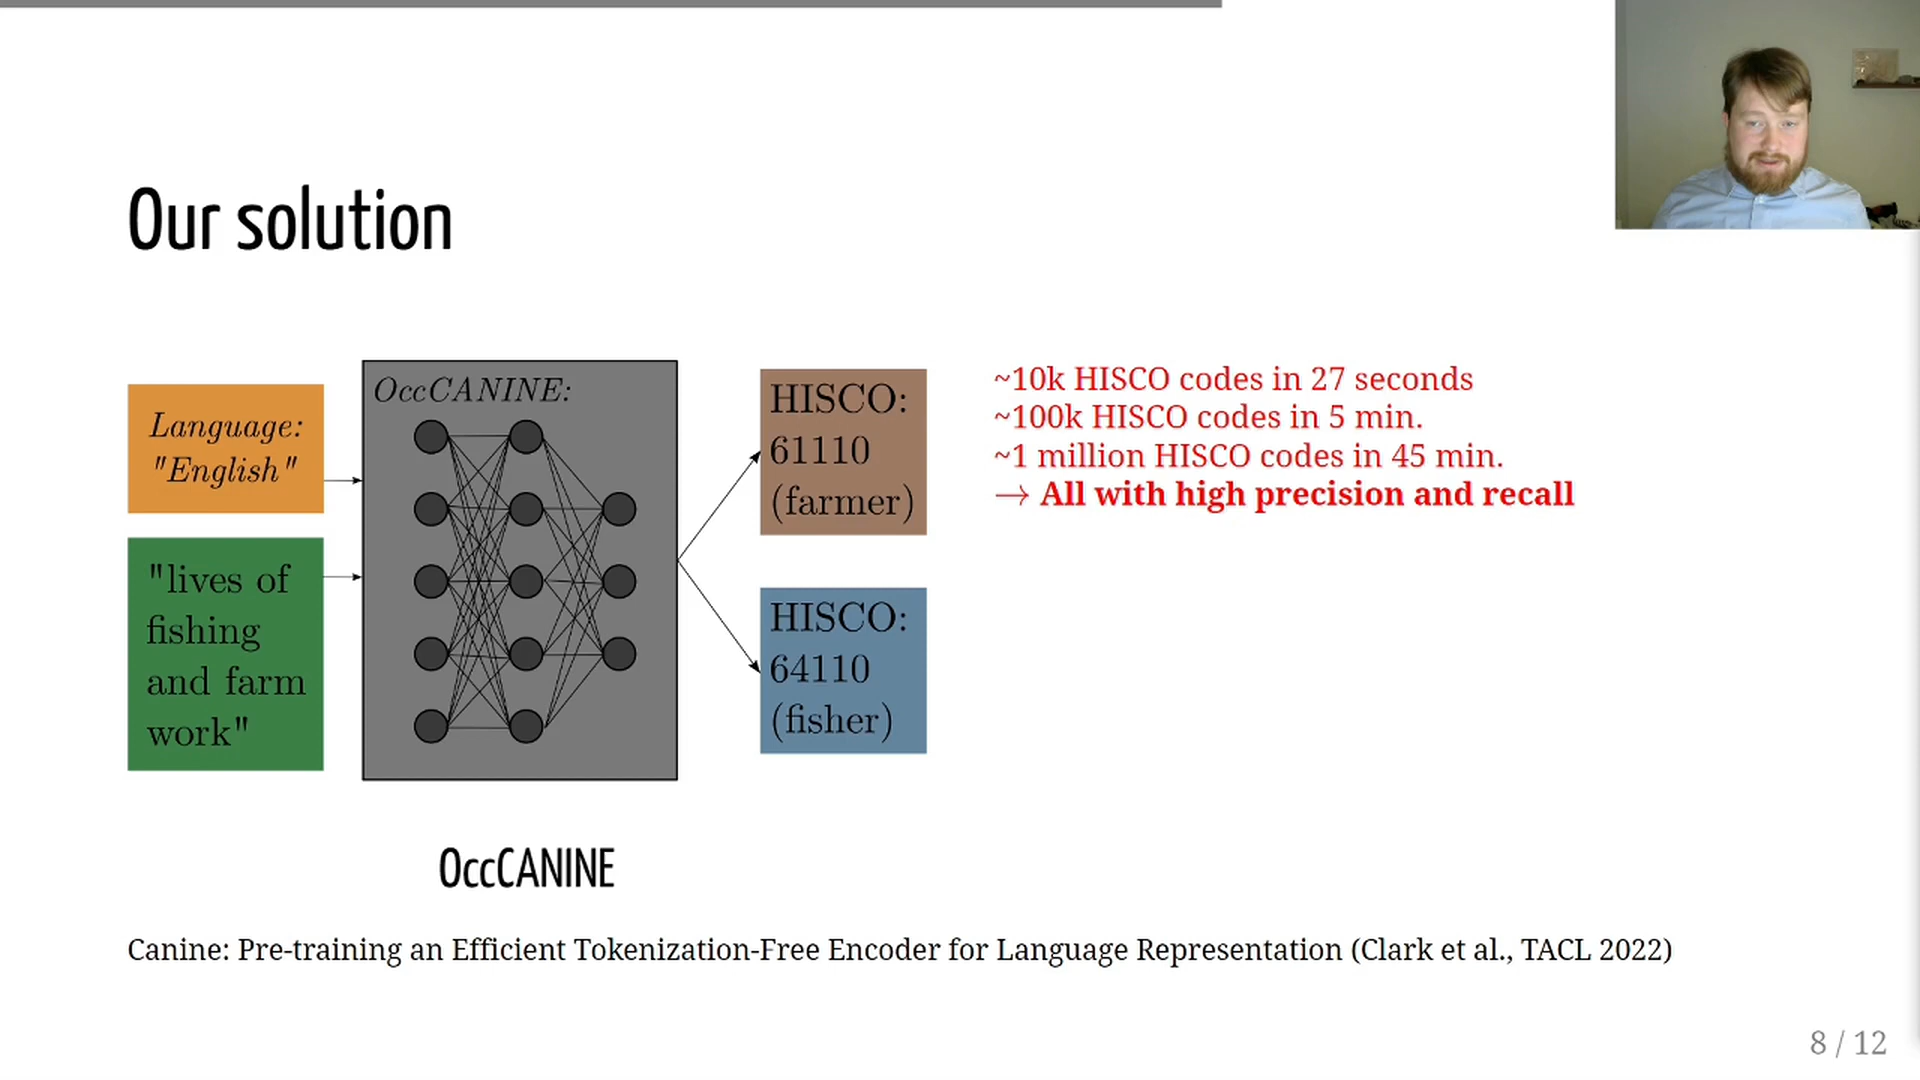 Our solution
Language:
"English"
"lives of
fishing
and farm
work"
OccCANINE:
HISCO:
61110
(farmer)
HISCO:
64110
(fisher)
~10k HISCO codes in 27 seconds
~100k HISCO codes in 5 min.
~1 million HISCO codes in 45 min.
→ All with high precision and recall
OccCANINE
Canine: Pre-training an Efficient Tokenization-Free Encoder for Language Representation (Clark et al., TACL 2022)
8 / 12